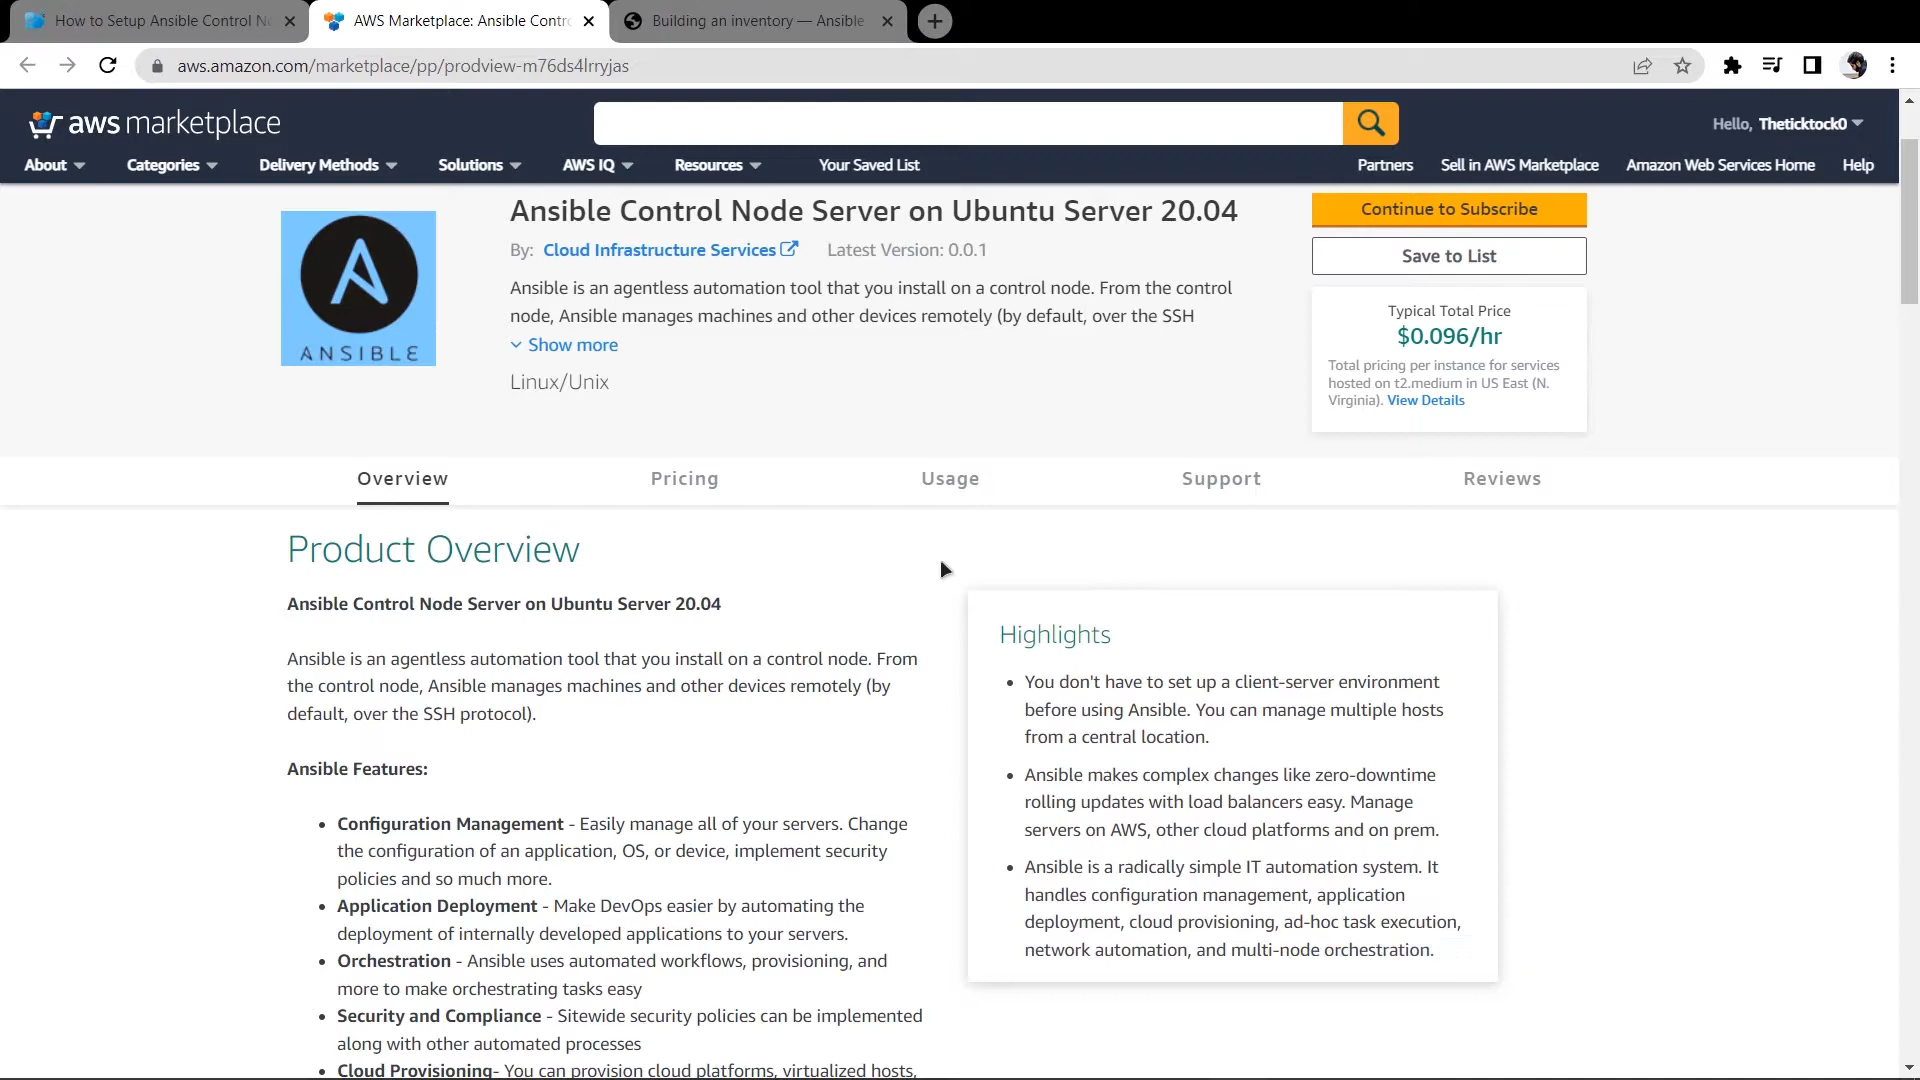 How to Setup Ansible Control N
AWS Marketplace: Ansible Contr
Building an inventory — Ansible
aws.amazon.com/marketplace/pp/prodview-m76ds4lrryjas
aws marketplace
Hello, Theticktock0
About
Categories
Delivery Methods
Solutions
AWS IQ
Resources
Your Saved List
Partners
Sell in AWS Marketplace
Amazon Web Services Home
Help
ANSIBLE
Ansible Control Node Server on Ubuntu Server 20.04
By: Cloud Infrastructure Services Latest Version: 0.0.1
Ansible is an agentless automation tool that you install on a control node. From the control
node, Ansible manages machines and other devices remotely (by default, over the SSH
Show more
Linux/Unix
Continue to Subscribe
Save to List
Typical Total Price
$0.096/hr
Total pricing per instance for services
hosted on t2.medium in US East (N.
Virginia). View Details
Overview
Pricing
Usage
Support
Reviews
Product Overview
Ansible Control Node Server on Ubuntu Server 20.04
Ansible is an agentless automation tool that you install on a control node. From
the control node, Ansible manages machines and other devices remotely (by
default, over the SSH protocol).
Ansible Features:
• Configuration Management - Easily manage all of your servers. Change
the configuration of an application, OS, or device, implement security
policies and so much more.
• Application Deployment - Make DevOps easier by automating the
deployment of internally developed applications to your servers.
• Orchestration - Ansible uses automated workflows, provisioning, and
more to make orchestrating tasks easy
• Security and Compliance - Sitewide security policies can be implemented
along with other automated processes
• Cloud Provisioning- You can provision cloud platforms, virtualized hosts,
Highlights
• You don't have to set up a client-server environment
before using Ansible. You can manage multiple hosts
from a central location.
• Ansible makes complex changes like zero-downtime
rolling updates with load balancers easy. Manage
servers on AWS, other cloud platforms and on prem.
• Ansible is a radically simple IT automation system. It
handles configuration management, application
deployment, cloud provisioning, ad-hoc task execution,
network automation, and multi-node orchestration.